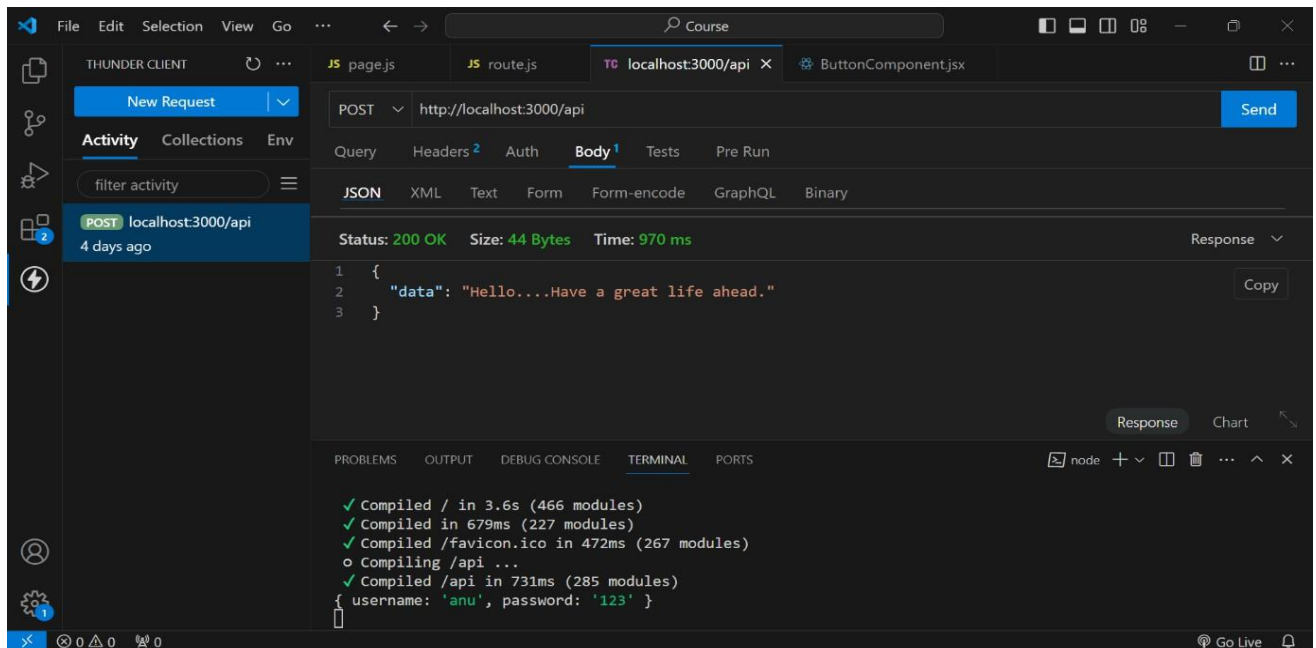 File Edit Selection View Go ··· Course
THUNDER CLIENT ···
New Request
Activity Collections Env
filter activity
POST localhost:3000/api
4 days ago
2
1
JS page.js JS route.js TC localhost:3000/api ButtonComponent.jsx ···
POST http://localhost:3000/api Send
Query Headers 2 Auth Body 1 Tests Pre Run
JSON XML Text Form Form-encode GraphQL Binary
Status: 200 OK Size: 44 Bytes Time: 970 ms Response
1 {
2 "data": "Hello....Have a great life ahead."
3 }
Copy
Response Chart
PROBLEMS OUTPUT DEBUG CONSOLE TERMINAL PORTS node ···
✓ Compiled / in 3.6s (466 modules)
✓ Compiled in 679ms (227 modules)
✓ Compiled /favicon.ico in 472ms (267 modules)
○ Compiling /api ...
✓ Compiled /api in 731ms (285 modules)
{ username: 'anu', password: '123' }
0 0 0 Go Live